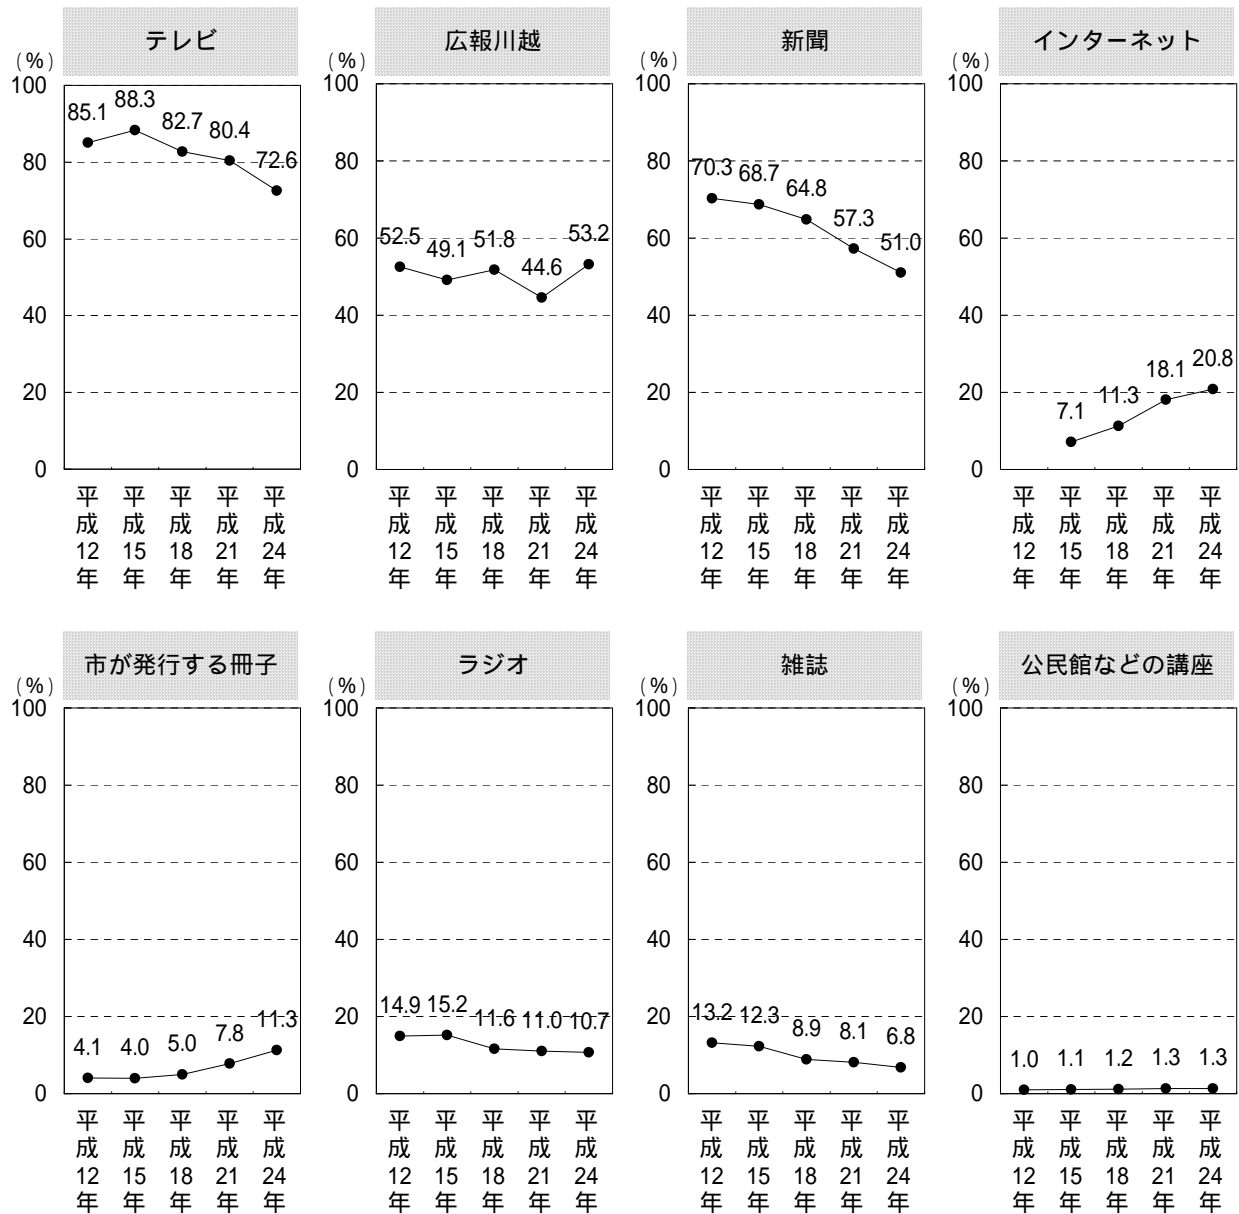 テレビ
(%)
100
80
60
40
20
0
85.1
88.3
82.7
80.4
72.6
平成12年
平成15年
平成18年
平成21年
平成24年
広報川越
(%)
100
80
60
40
20
0
52.5
49.1
51.8
44.6
53.2
平成12年
平成15年
平成18年
平成21年
平成24年
新聞
(%)
100
80
60
40
20
0
70.3
68.7
64.8
57.3
51.0
平成12年
平成15年
平成18年
平成21年
平成24年
インターネット
(%)
100
80
60
40
20
0
7.1
11.3
18.1
20.8
平成12年
平成15年
平成18年
平成21年
平成24年
市が発行する冊子
(%)
100
80
60
40
20
0
4.1
4.0
5.0
7.8
11.3
平成12年
平成15年
平成18年
平成21年
平成24年
ラジオ
(%)
100
80
60
40
20
0
14.9
15.2
11.6
11.0
10.7
平成12年
平成15年
平成18年
平成21年
平成24年
雑誌
(%)
100
80
60
40
20
0
13.2
12.3
8.9
8.1
6.8
平成12年
平成15年
平成18年
平成21年
平成24年
公民館などの講座
(%)
100
80
60
40
20
0
1.0
1.1
1.2
1.3
1.3
平成12年
平成15年
平成18年
平成21年
平成24年